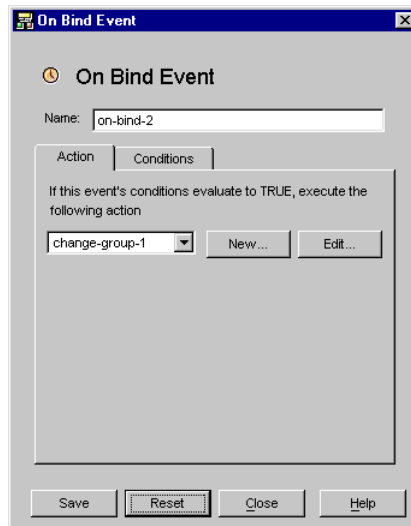 On Bind Event
On Bind Event
Name: on-bind-2
Action Conditions
If this event's conditions evaluate to TRUE, execute the
following action
change-group-1 New... Edit...
Save Reset Close Help